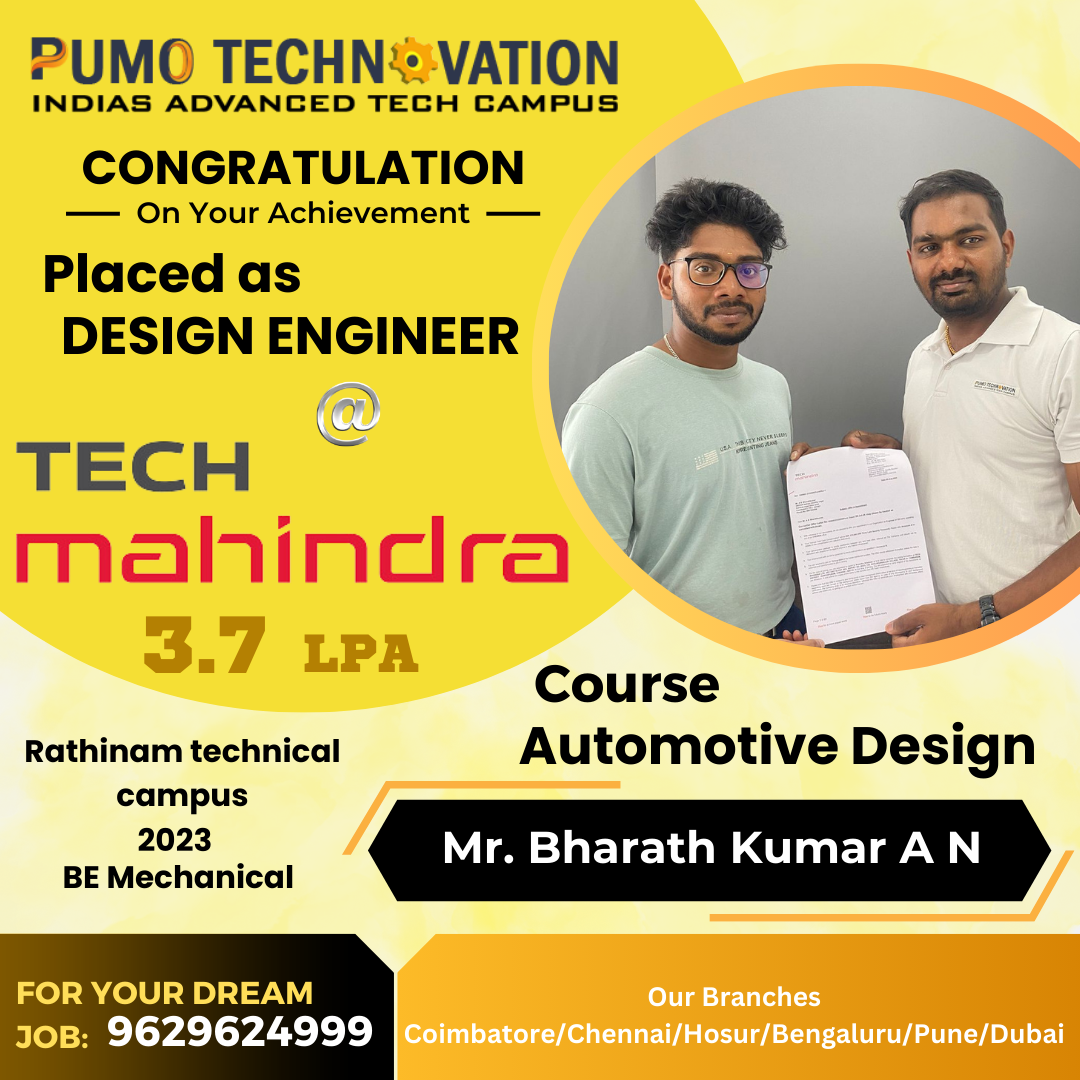 PUMO TECHNOVATION
INDIAS ADVANCED TECH CAMPUS
CONGRATULATION
On Your Achievement
Placed as
DESIGN ENGINEER
@
TECH
mahindra
3.7 LPA
PUMO TECHNOVATION
Course
Automotive Design
Rathinam technical
campus
2023
BE Mechanical
Mr. Bharath Kumar A N
FOR YOUR DREAM
JOB: 9629624999
Our Branches
Coimbatore/Chennai/Hosur/Bengaluru/Pune/Dubai